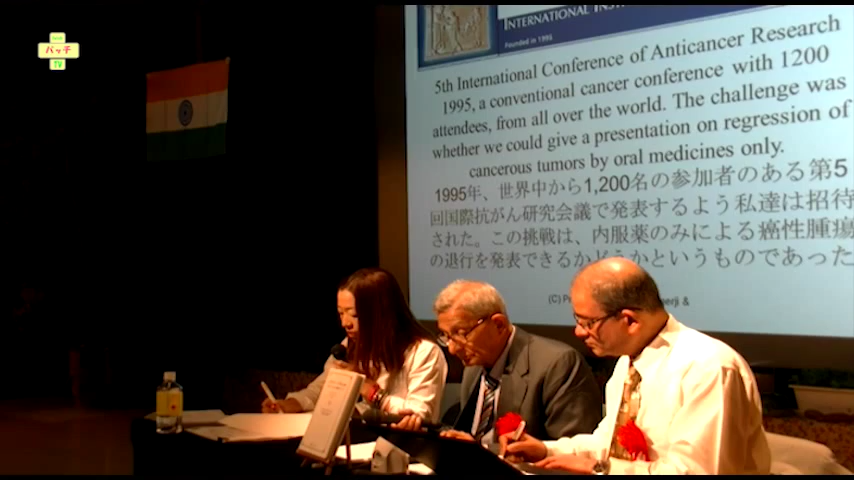 バッチ
TV
INTERNATIONAL
Founded in 1995
5th International Conference of Anticancer Research
1995, a conventional cancer conference with 1200
attendees, from all over the world. The challenge was
whether we could give a presentation on regression of
cancerous tumors by oral medicines only.
1995年、世界中から1,200名の参加者のある第5
回国際抗がん研究会議で発表するよう私達は招待
された。この挑戦は、内服薬のみによる癌性腫瘍
の退行を発表できるかどうかというものであった
(C) &